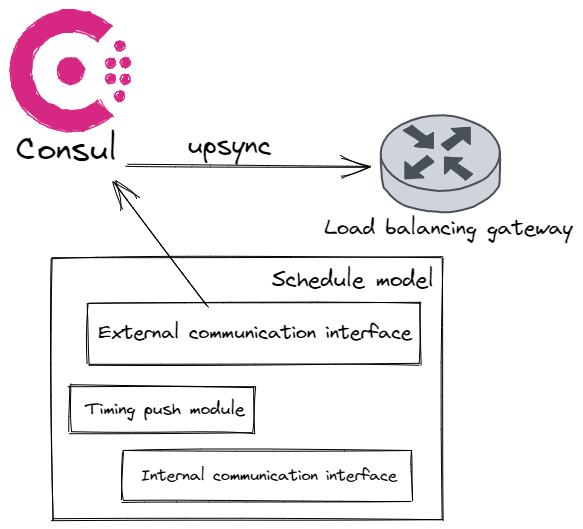 Consul
upsync
Load balancing gateway
Schedule model
External communication interface
Timing push module
Internal communication interface